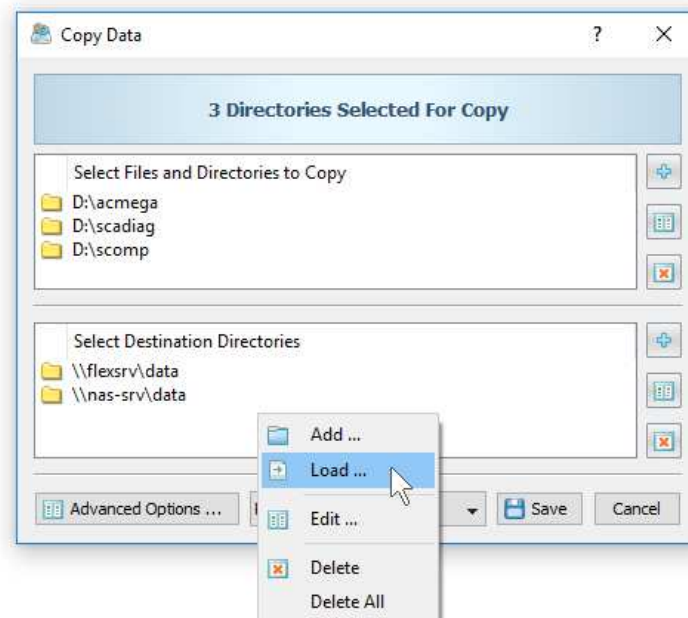 Copy Data ?
3 Directories Selected For Copy
Select Files and Directories to Copy
D:\acmega
D:\scadiag
D:\scomp
Select Destination Directories
\\flexsrv\data
\\nas-srv\data
Add ...
Load ...
Edit ...
Delete
Delete All
Advanced Options ...
Save
Cancel